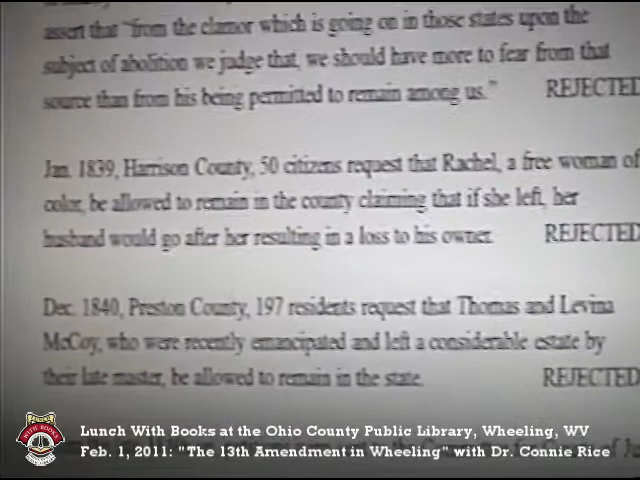 assert that "from the clamor which is going on in those states upon the
subject of abolition we judge that, we should have more to fear from that
source than from his being permitted to remain among us." REJECTED
Jan. 1839, Harrison County, 50 citizens request that Rachel, a free woman of
color, be allowed to remain in the county claiming that if she left, her
husband would go after her resulting in a loss to his owner. REJECTED
Dec. 1840, Preston County, 197 residents request that Thomas and Levina
McCoy, who were recently emancipated and left a considerable estate by
their late master, be allowed to remain in the state. REJECTED
LUNCH
WITH BOOKS
Lunch With Books at the Ohio County Public Library, Wheeling, WV
Feb. 1, 2011: "The 13th Amendment in Wheeling" with Dr. Connie Rice